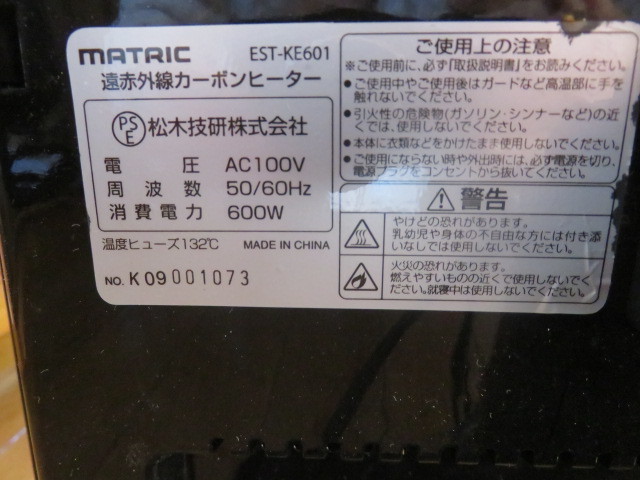 MATRIC EST-KE601
遠赤外線カーボンヒーター
PSE 松木技研株式会社
電圧 AC100V
周波数 50/60Hz
消費電力 600W
温度ヒューズ132℃ MADE IN CHINA
NO. K09001073
ご使用上の注意
※ご使用前に、必ず「取扱説明書」をお読みください。
●ご使用中やご使用後はガードなど高温部に手を
触れないでください。
●引火性の危険物(ガソリン・シンナーなど)の近
くでは、使用しないでください。
●本体に衣類などをかけたまま使用しないでください。
●ご使用にならない時や外出時には、必ず電源を切り、
電源プラグをコンセントから抜いてください。
警告
やけどの恐れがあります。
乳幼児や身体の不自由な方には付き添
いなしでは使用しないでください。
火災の恐れがあります。
燃えやすいものの近くで使用しないでくだ
さい。就寝中は使用しないでください。